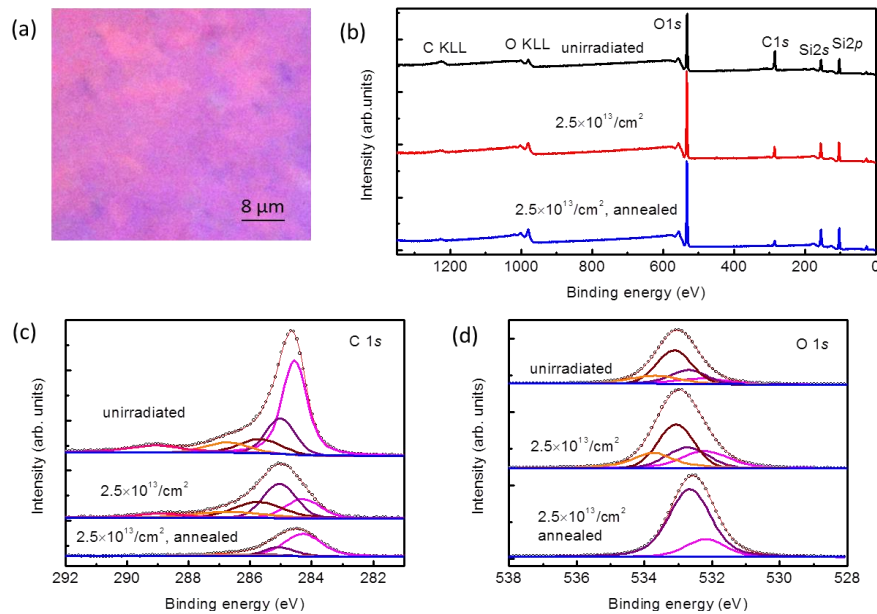 (a)
8 µm
(b)
C KLL
O KLL
O1s
unirradiated
C1s
Si2s
Si2p
2.5×10¹³/cm²
2.5×10¹³/cm², annealed
Intensity (arb.units)
1200 1000 800 600 400 200 0
Binding energy (eV)
(c)
C 1s
unirradiated
2.5×10¹³/cm²
2.5×10¹³/cm², annealed
Intensity (arb. units)
292 290 288 286 284 282
Binding energy (eV)
(d)
O 1s
unirradiated
2.5×10¹³/cm²
2.5×10¹³/cm²
annealed
Intensity (arb. units)
538 536 534 532 530 528
Binding energy (eV)